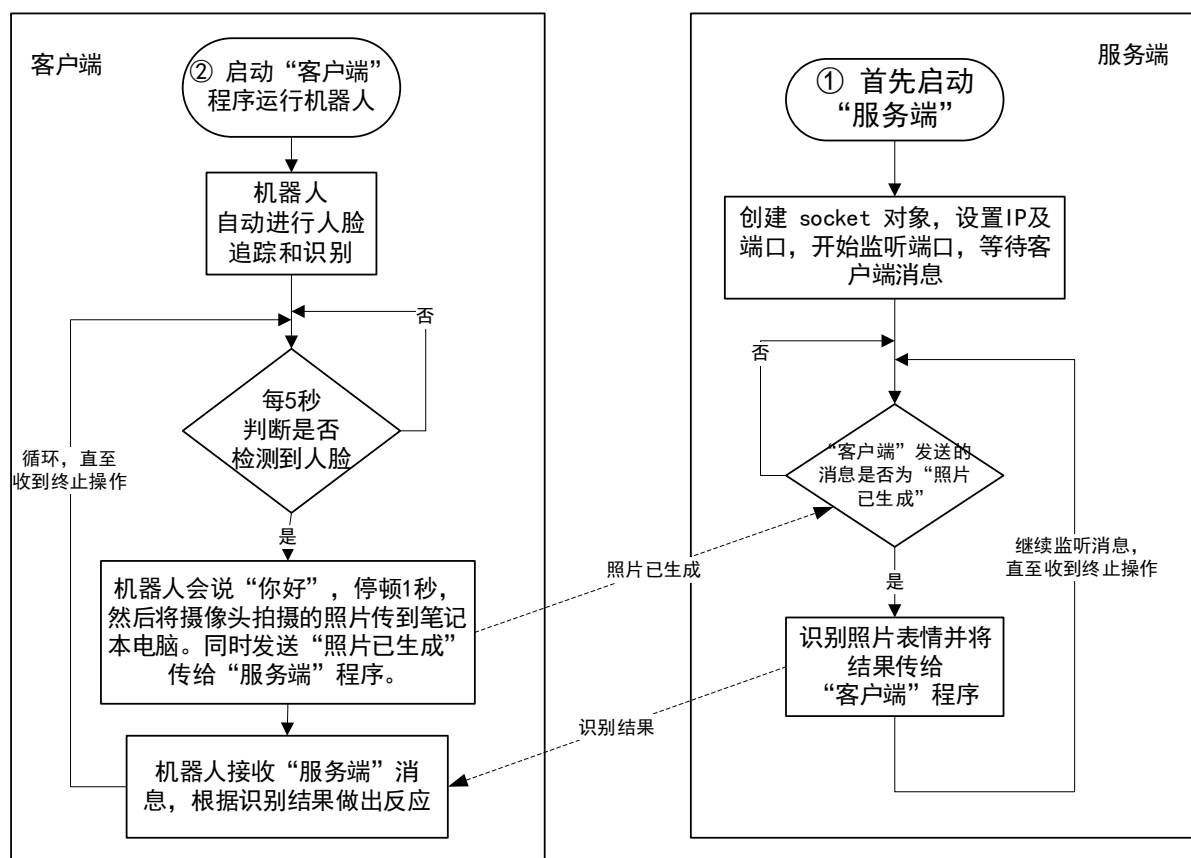 客户端
② 启动“客户端”
程序运行机器人
机器人
自动进行人脸
追踪和识别
否
每5秒
判断是否
检测到人脸
循环，直至
收到终止操作
是
机器人会说“你好”，停顿1秒，
然后将摄像头拍摄的照片传到笔记
本电脑。同时发送“照片已生成”
传给“服务端”程序。
机器人接收“服务端”消
息，根据识别结果做出反应
照片已生成
识别结果
服务端
① 首先启动
“服务端”
创建 socket 对象，设置IP及
端口，开始监听端口，等待客
户端消息
否
“客户端”发送的
消息是否为“照片
已生成”
继续监听消息，
直至收到终止操作
是
识别照片表情并将
结果传给
“客户端”程序